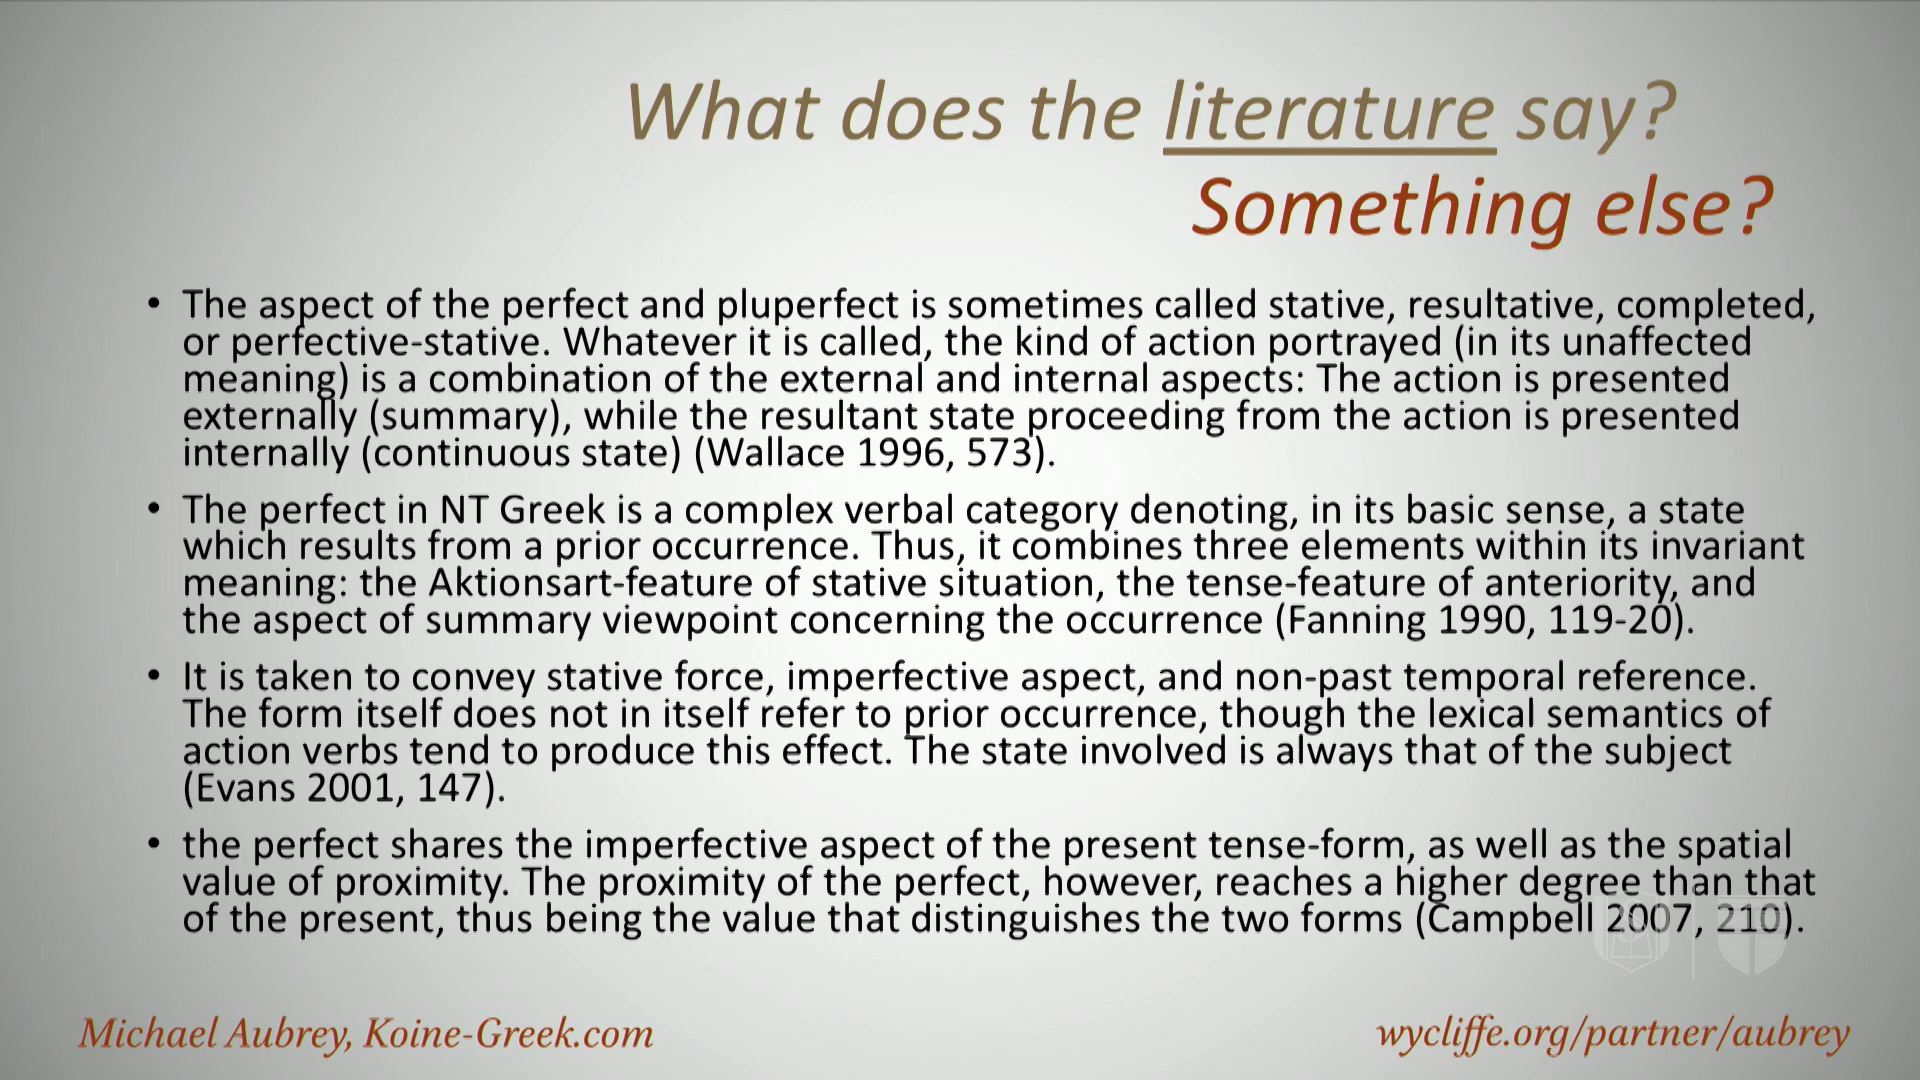 What does the literature say?
Something else?
• The aspect of the perfect and pluperfect is sometimes called stative, resultative, completed,
or perfective-stative. Whatever it is called, the kind of action portrayed (in its unaffected
meaning) is a combination of the external and internal aspects: The action is presented
externally (summary), while the resultant state proceeding from the action is presented
internally (continuous state) (Wallace 1996, 573).
• The perfect in NT Greek is a complex verbal category denoting, in its basic sense, a state
which results from a prior occurrence. Thus, it combines three elements within its invariant
meaning: the Aktionsart-feature of stative situation, the tense-feature of anteriority, and
the aspect of summary viewpoint concerning the occurrence (Fanning 1990, 119-20).
• It is taken to convey stative force, imperfective aspect, and non-past temporal reference.
The form itself does not in itself refer to prior occurrence, though the lexical semantics of
action verbs tend to produce this effect. The state involved is always that of the subject
(Evans 2001, 147).
• the perfect shares the imperfective aspect of the present tense-form, as well as the spatial
value of proximity. The proximity of the perfect, however, reaches a higher degree than that
of the present, thus being the value that distinguishes the two forms (Campbell 2007, 210).
Michael Aubrey, Koine-Greek.com
wycliffe.org/partner/aubrey